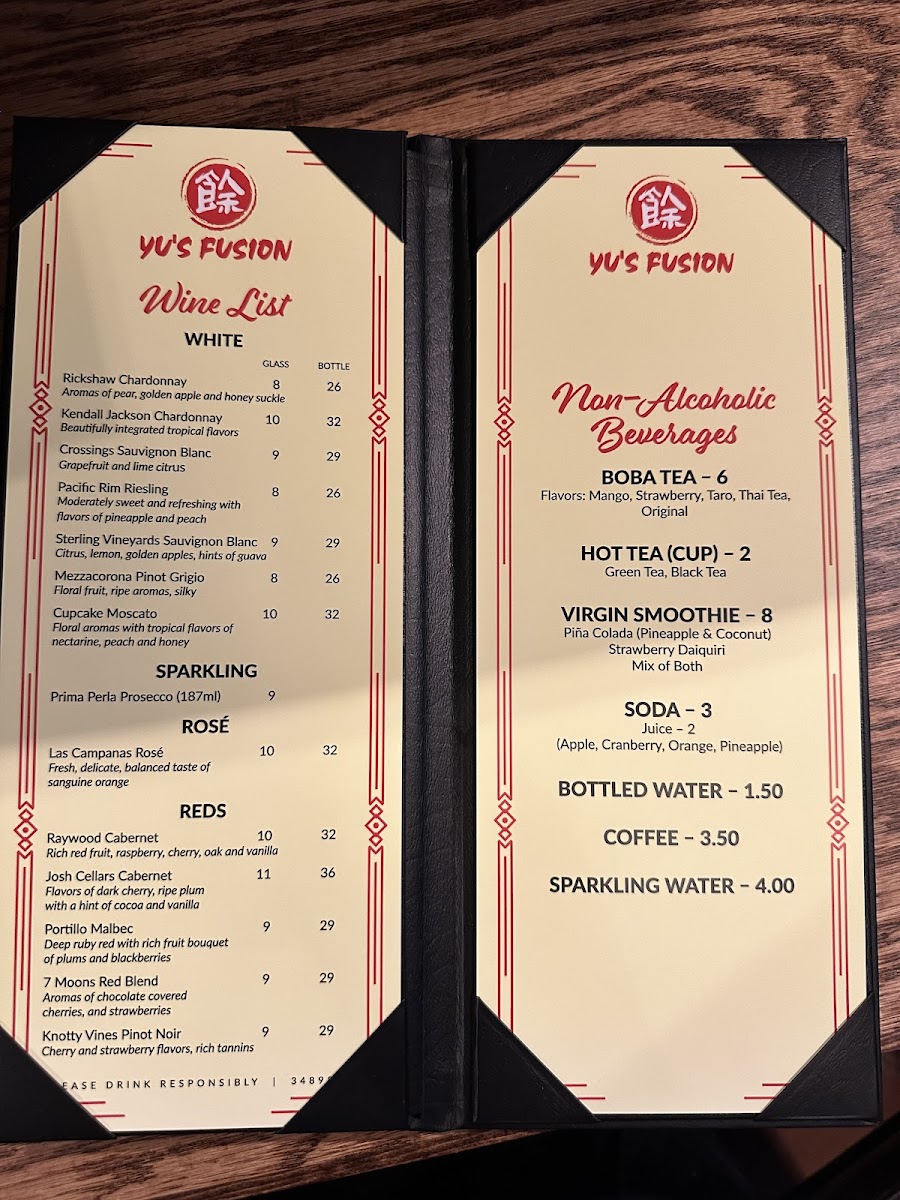 餘
YU'S FUSION
Wine List
WHITE
GLASS BOTTLE
Rickshaw Chardonnay 8 26
Aromas of pear, golden apple and honey suckle
Kendall Jackson Chardonnay 10 32
Beautifully integrated tropical flavors
Crossings Sauvignon Blanc 9 29
Grapefruit and lime citrus
Pacific Rim Riesling 8 26
Moderately sweet and refreshing with
flavors of pineapple and peach
Sterling Vineyards Sauvignon Blanc 9 29
Citrus, lemon, golden apples, hints of guava
Mezzacorona Pinot Grigio 8 26
Floral fruit, ripe aromas, silky
Cupcake Moscato 10 32
Floral aromas with tropical flavors of
nectarine, peach and honey
SPARKLING
Prima Perla Prosecco (187ml) 9
ROSÉ
Las Campanas Rosé 10 32
Fresh, delicate, balanced taste of
sanguine orange
REDS
Raywood Cabernet 10 32
Rich red fruit, raspberry, cherry, oak and vanilla
Josh Cellars Cabernet 11 36
Flavors of dark cherry, ripe plum
with a hint of cocoa and vanilla
Portillo Malbec 9 29
Deep ruby red with rich fruit bouquet
of plums and blackberries
7 Moons Red Blend 9 29
Aromas of chocolate covered
cherries, and strawberries
Knotty Vines Pinot Noir 9 29
Cherry and strawberry flavors, rich tannins
EASE DRINK RESPONSIBLY | 3489
餘
YU'S FUSION
Non-Alcoholic
Beverages
BOBA TEA – 6
Flavors: Mango, Strawberry, Taro, Thai Tea,
Original
HOT TEA (CUP) – 2
Green Tea, Black Tea
VIRGIN SMOOTHIE – 8
Piña Colada (Pineapple & Coconut)
Strawberry Daiquiri
Mix of Both
SODA – 3
Juice – 2
(Apple, Cranberry, Orange, Pineapple)
BOTTLED WATER – 1.50
COFFEE – 3.50
SPARKLING WATER – 4.00